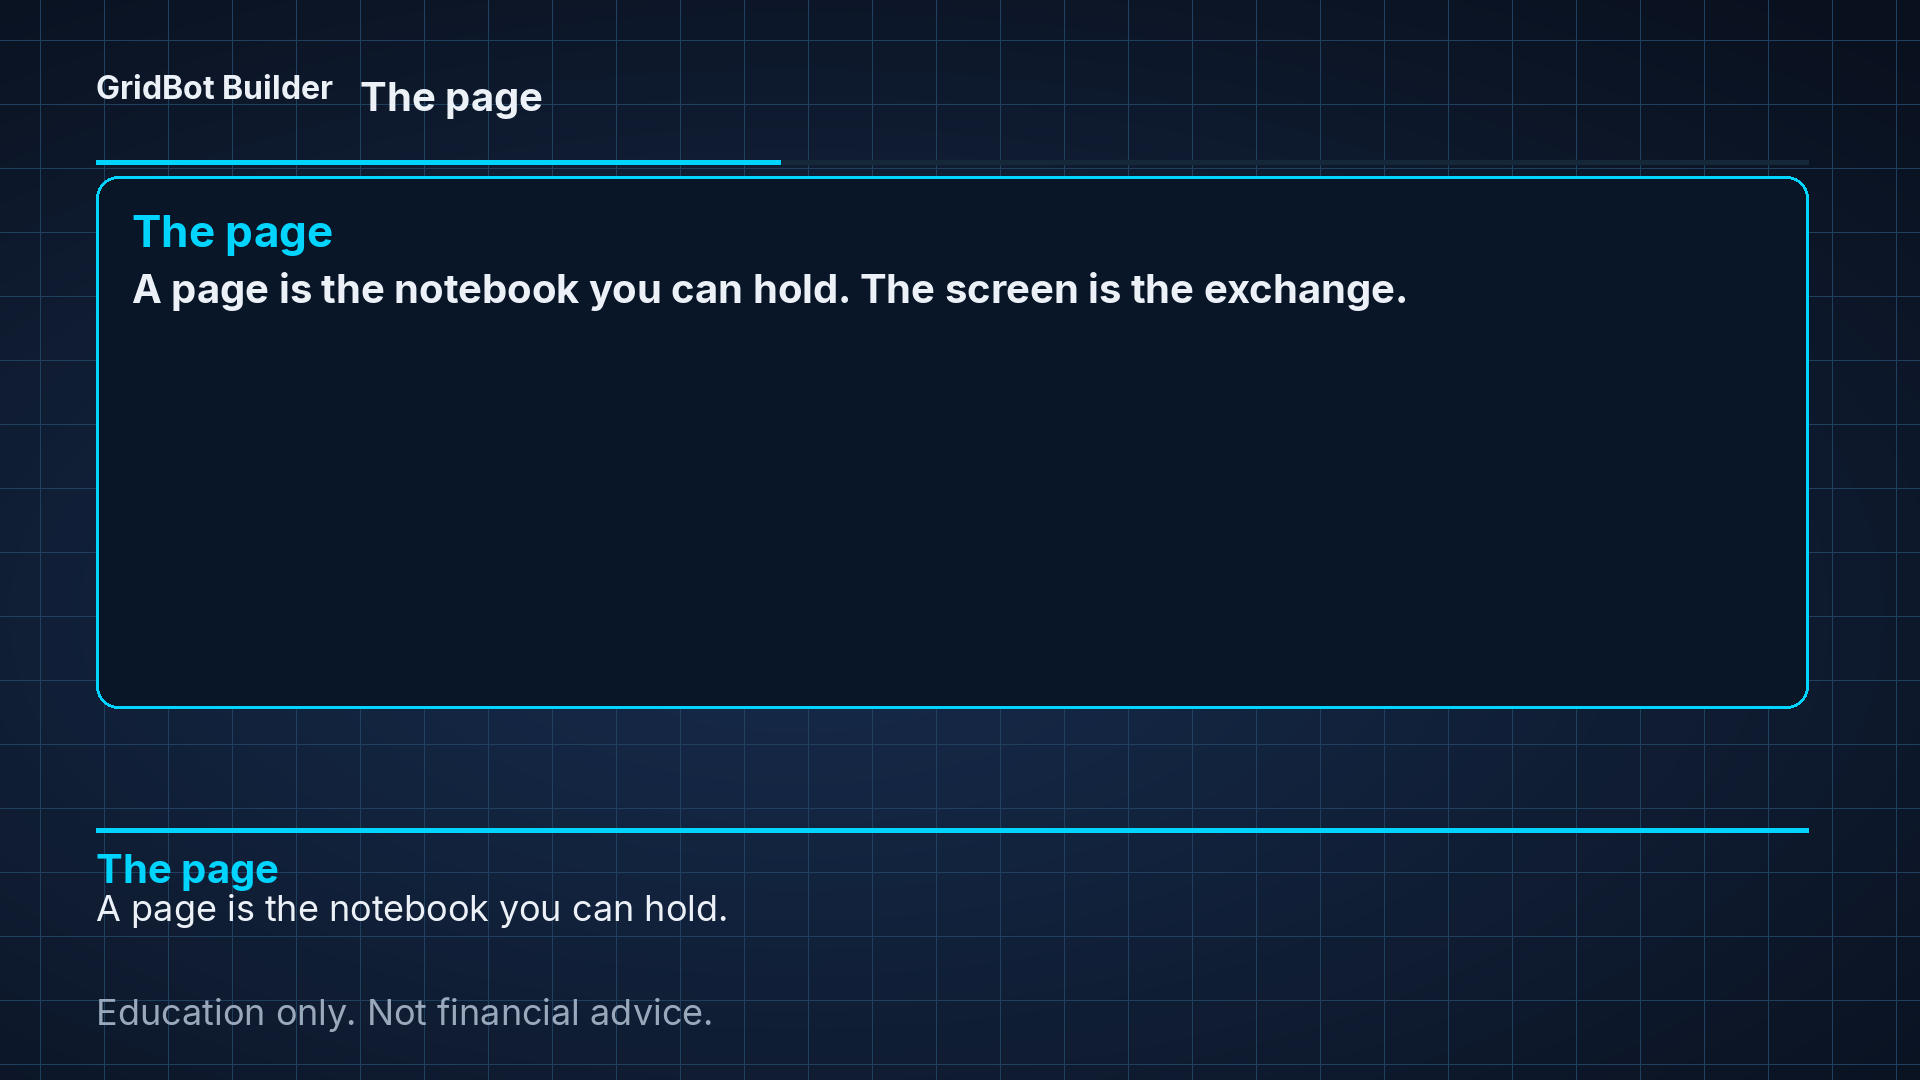 GridBot Builder The page
The page
A page is the notebook you can hold. The screen is the exchange.
The page
A page is the notebook you can hold.
Education only. Not financial advice.